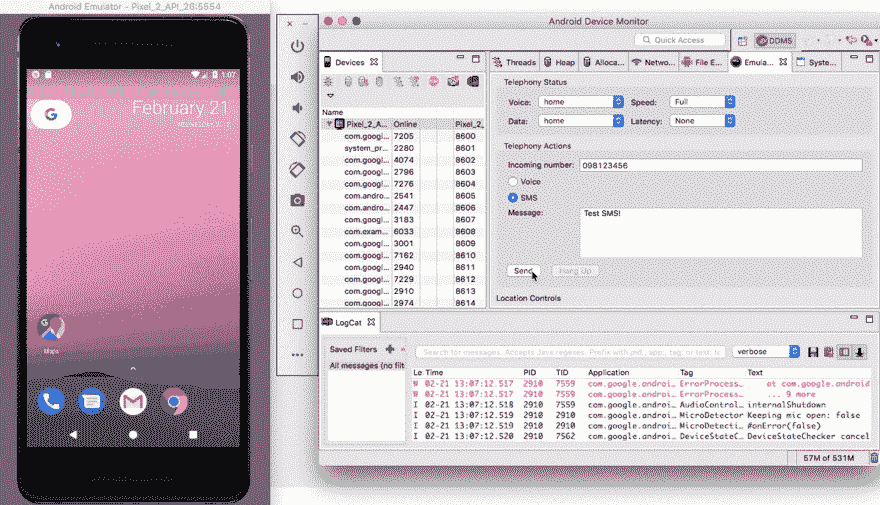 Android Emulator - Pixel_2_API_26:5554
1:07
G
February 21
Maps
Android Device Monitor
Quick Access
DDMS
Devices
Name
Pixel_2_A... Online Pixel_2_
com.googl... 7205 8600
system_pr... 2280 8601
com.googl... 4074 8602
com.googl... 2796 8603
com.googl... 7276 8604
com.andro... 2541 8605
com.andro... 2447 8606
com.googl... 3183 8607
com.exam... 6033 8608
com.googl... 3001 8609
com.googl... 7162 8610
com.googl... 2940 8611
com.googl... 7229 8612
com.googl... 2910 8613
com.googl... 2974 8614
Threads Heap Alloca... Netwo... File E... Emula... Syste...
Telephony Status
Voice: home Speed: Full
Data: home Latency: None
Telephony Actions
Incoming number: 098123456
Voice
SMS
Message: Test SMS!
Send Hang Up
Location Controls
LogCat
Saved Filters
All messages (no filt
Search for messages. Accepts Java regexes. Prefix with pid:, app:, tag: or text: to
verbose
Le Time PID TID Application Tag Text
W 02-21 13:07:12.517 2910 7559 com.google.androi... ErrorProcess... at com.google.android
W 02-21 13:07:12.517 2910 7559 com.google.androi... ErrorProcess... ... 9 more
I 02-21 13:07:12.518 2910 7559 com.google.androi... AudioControl... internalShutdown
I 02-21 13:07:12.519 2910 2910 com.google.androi... MicroDetector Keeping mic open: false
I 02-21 13:07:12.519 2910 2910 com.google.androi... MicroDetecti... #onError(false)
I 02-21 13:07:12.520 2910 7562 com.google.androi... DeviceStateC... DeviceStateChecker cancel
57M of 531M